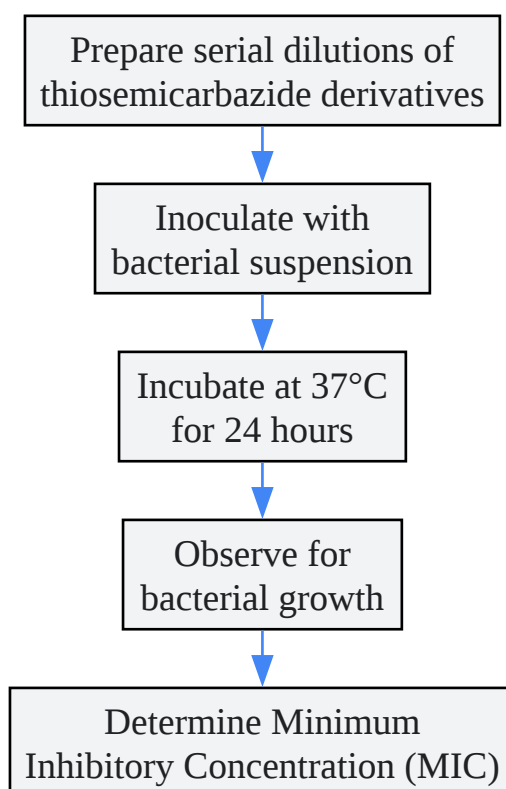 Prepare serial dilutions of
thiosemicarbazide derivatives
Inoculate with
bacterial suspension
Incubate at 37°C
for 24 hours
Observe for
bacterial growth
Determine Minimum
Inhibitory Concentration (MIC)